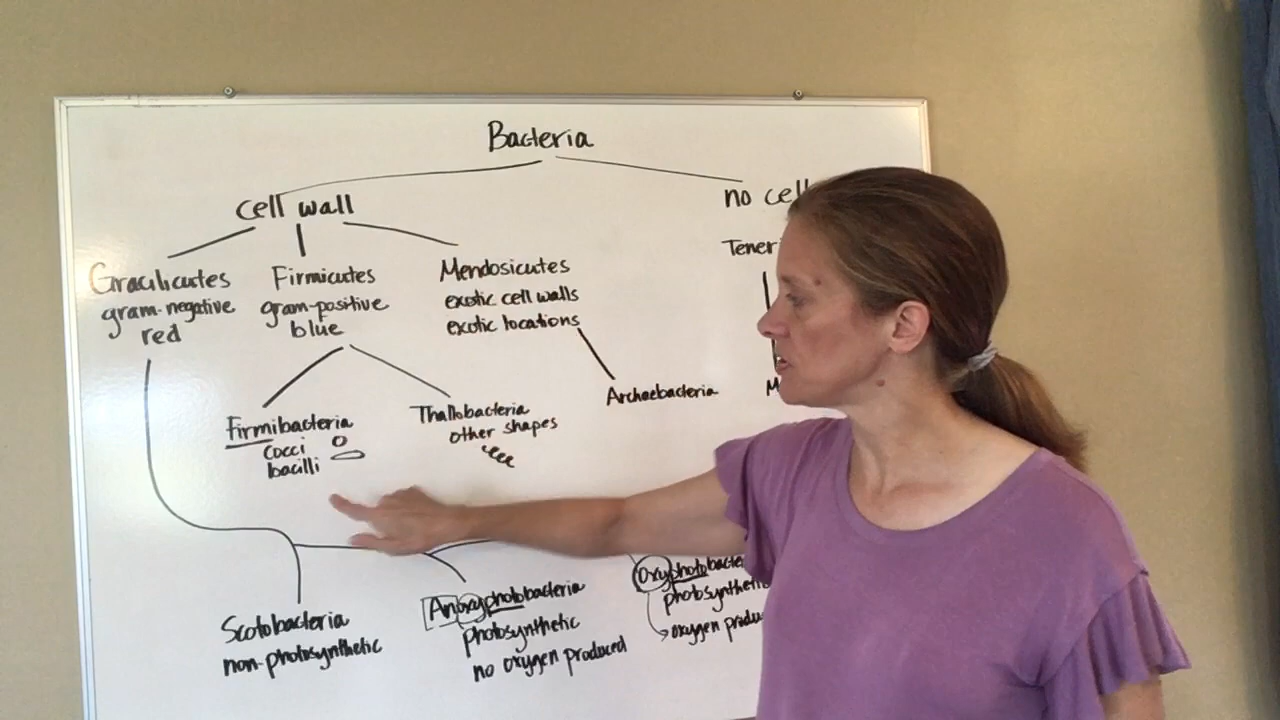 Bacteria
cell wall
no cell
Gracilicutes
gram-negative
red
Firmicutes
gram-positive
blue
Mendosicutes
exotic cell walls
exotic locations
Archaebacteria
Firmibacteria
cocci
bacilli
Thallobacteria
other shapes
Scotobacteria
non-photosynthetic
Anoxyphotobacteria
photosynthetic
no oxygen produced
photosynthetic
oxygen